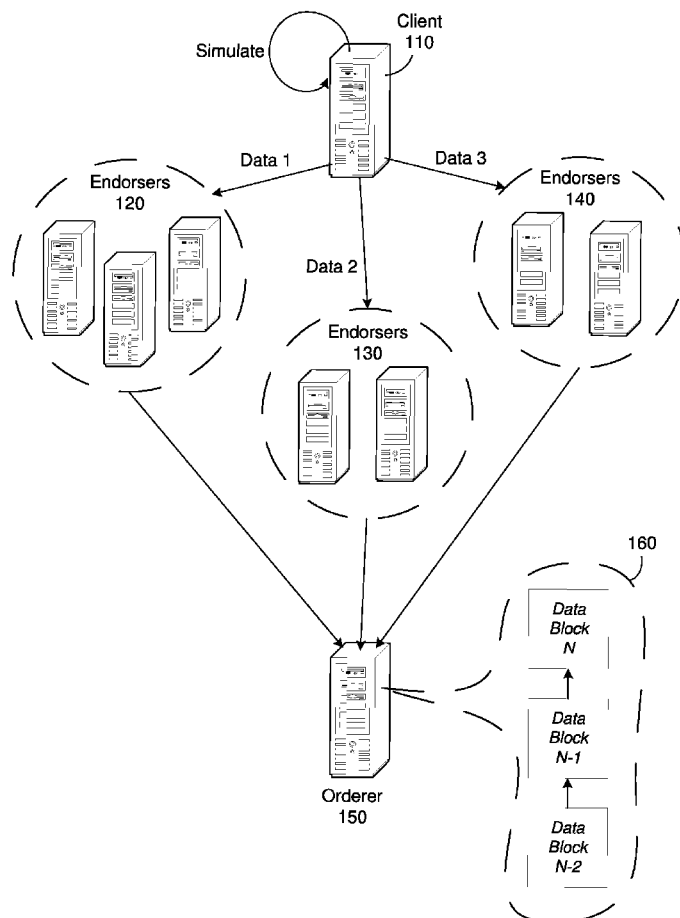 Client
110
Simulate
Data 1
Data 3
Endorsers
120
Endorsers
140
Data 2
Endorsers
130
160
Data
Block
N
Data
Block
N-1
Orderer
150
Data
Block
N-2